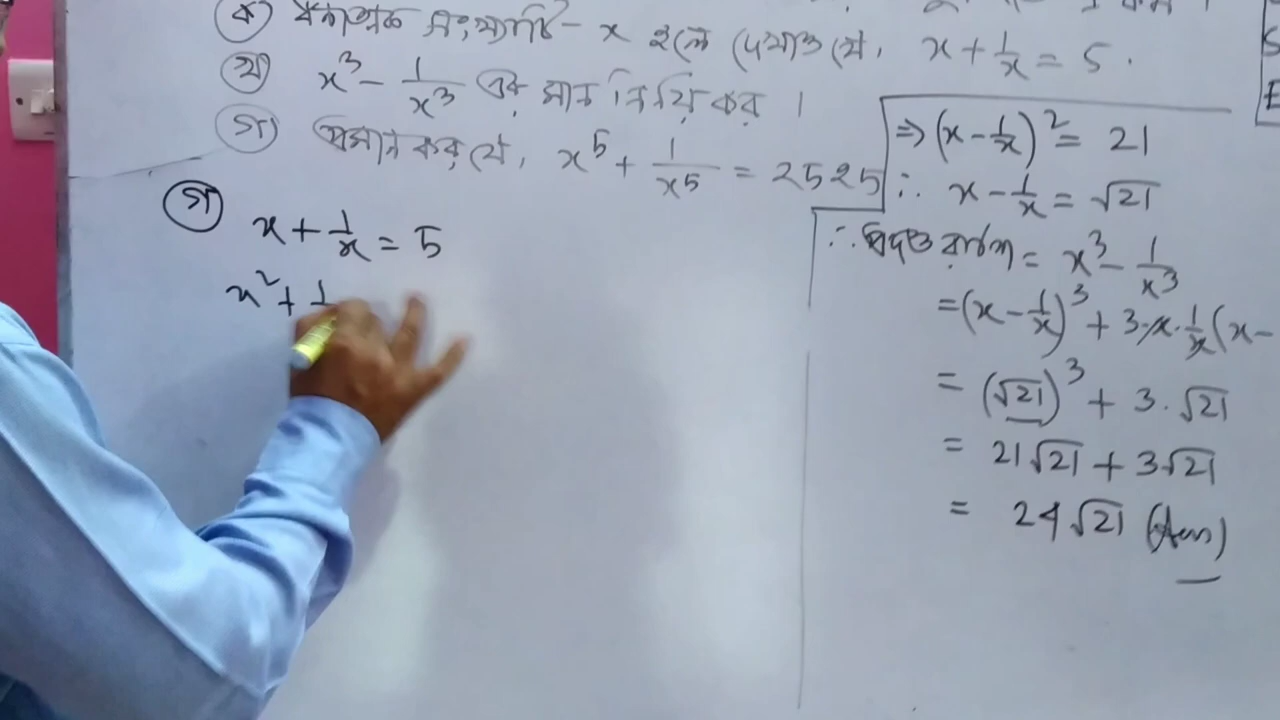 (ক) ধনাত্মক সংখ্যাটি x হলে দেখাও যে, x + 1/x = 5.
(খ) x³ - 1/x³ এর মান নির্ণয় কর।
(গ) প্রমান কর যে, x⁵ + 1/x⁵ = 2525
(গ) x + 1/x = 5
x² + 1
⇒ (x - 1/x)² = 21
∴ x - 1/x = √21
∴ প্রদত্ত রাশি = x³ - 1/x³
= (x - 1/x)³ + 3·x·1/x (x -
= (√21)³ + 3·√21
= 21√21 + 3√21
= 24√21 (Ans)
S
E